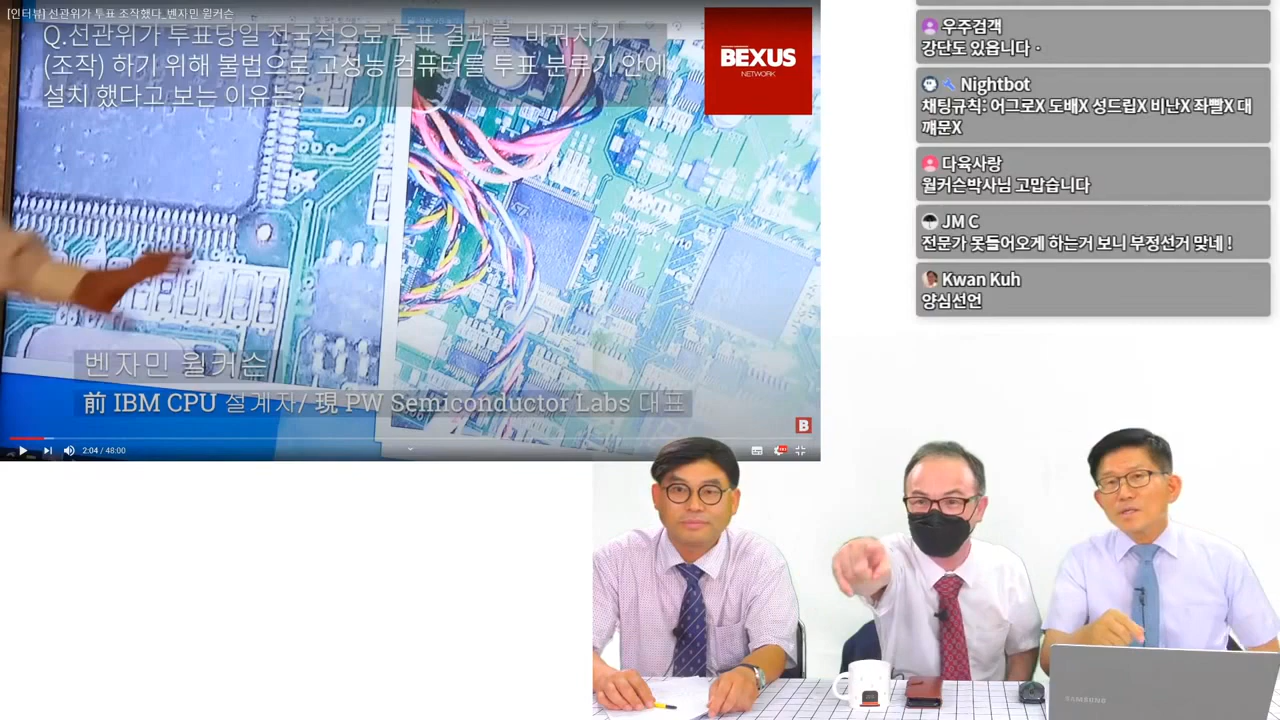 [인터뷰] 선관위가 투표 조작했다_벤자민 윌커슨
Q.선관위가 투표당일 전국적으로 투표 결과를 바꿔치기
(조작) 하기 위해 불법으로 고성능 컴퓨터를 투표 분류기 안에
설치 했다고 보는 이유는?
BEXUS
NETWORK
벤자민 윌커슨
前 IBM CPU 설계자/ 現 PW Semiconductor Labs 대표
B
2:04 / 48:00
우주검객
강단도 있읍니다 ·
Nightbot
채팅규칙: 어그로X 도배X 성드립X 비난X 좌빨X 대
깨문X
다육사랑
월커슨박사님 고맙습니다
JM C
전문가 못들어오게 하는거 보니 부정선거 맞네 !
Kwan Kuh
양심선언
SAMSUNG